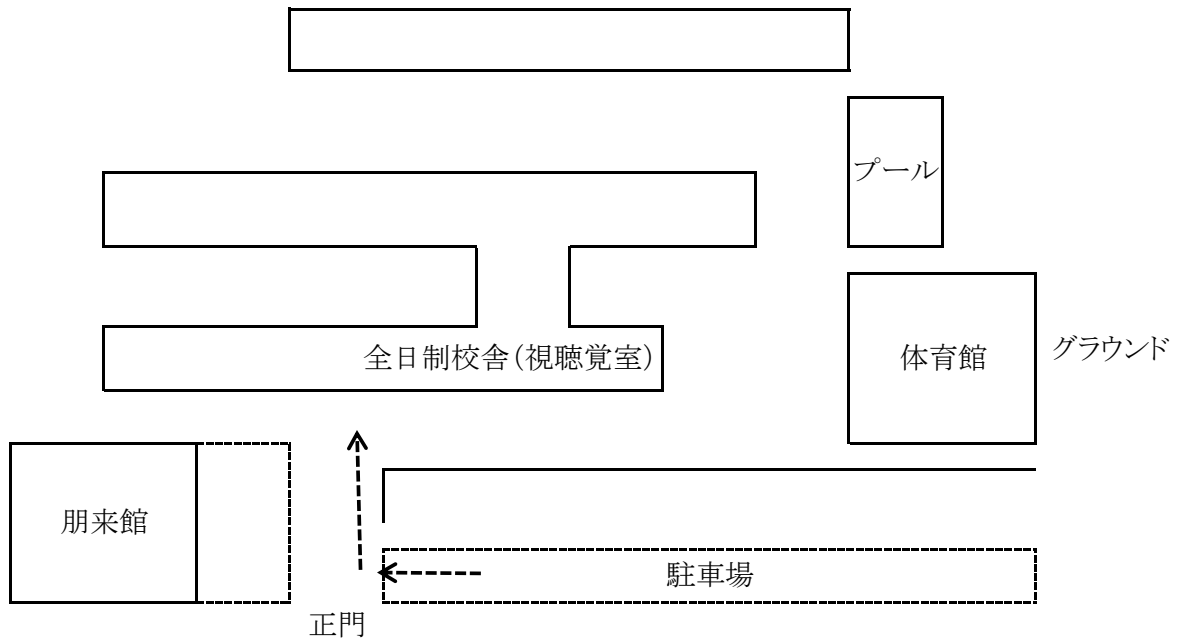 プール
グラウンド
全日制校舎(視聴覚室)
体育館
朋来館
駐車場
正門